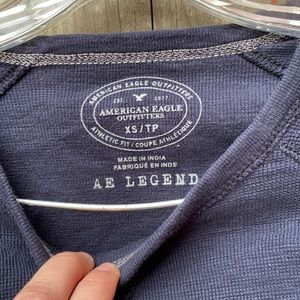 AMERICAN EAGLE OUTFITTERS
EST. 1977
AMERICAN EAGLE
OUTFITTERS
XS/TP
ATHLETIC FIT/COUPE ATHLÉTIQUE
MADE IN INDIA
FABRIQUÉ EN INDE
AE LEGEND